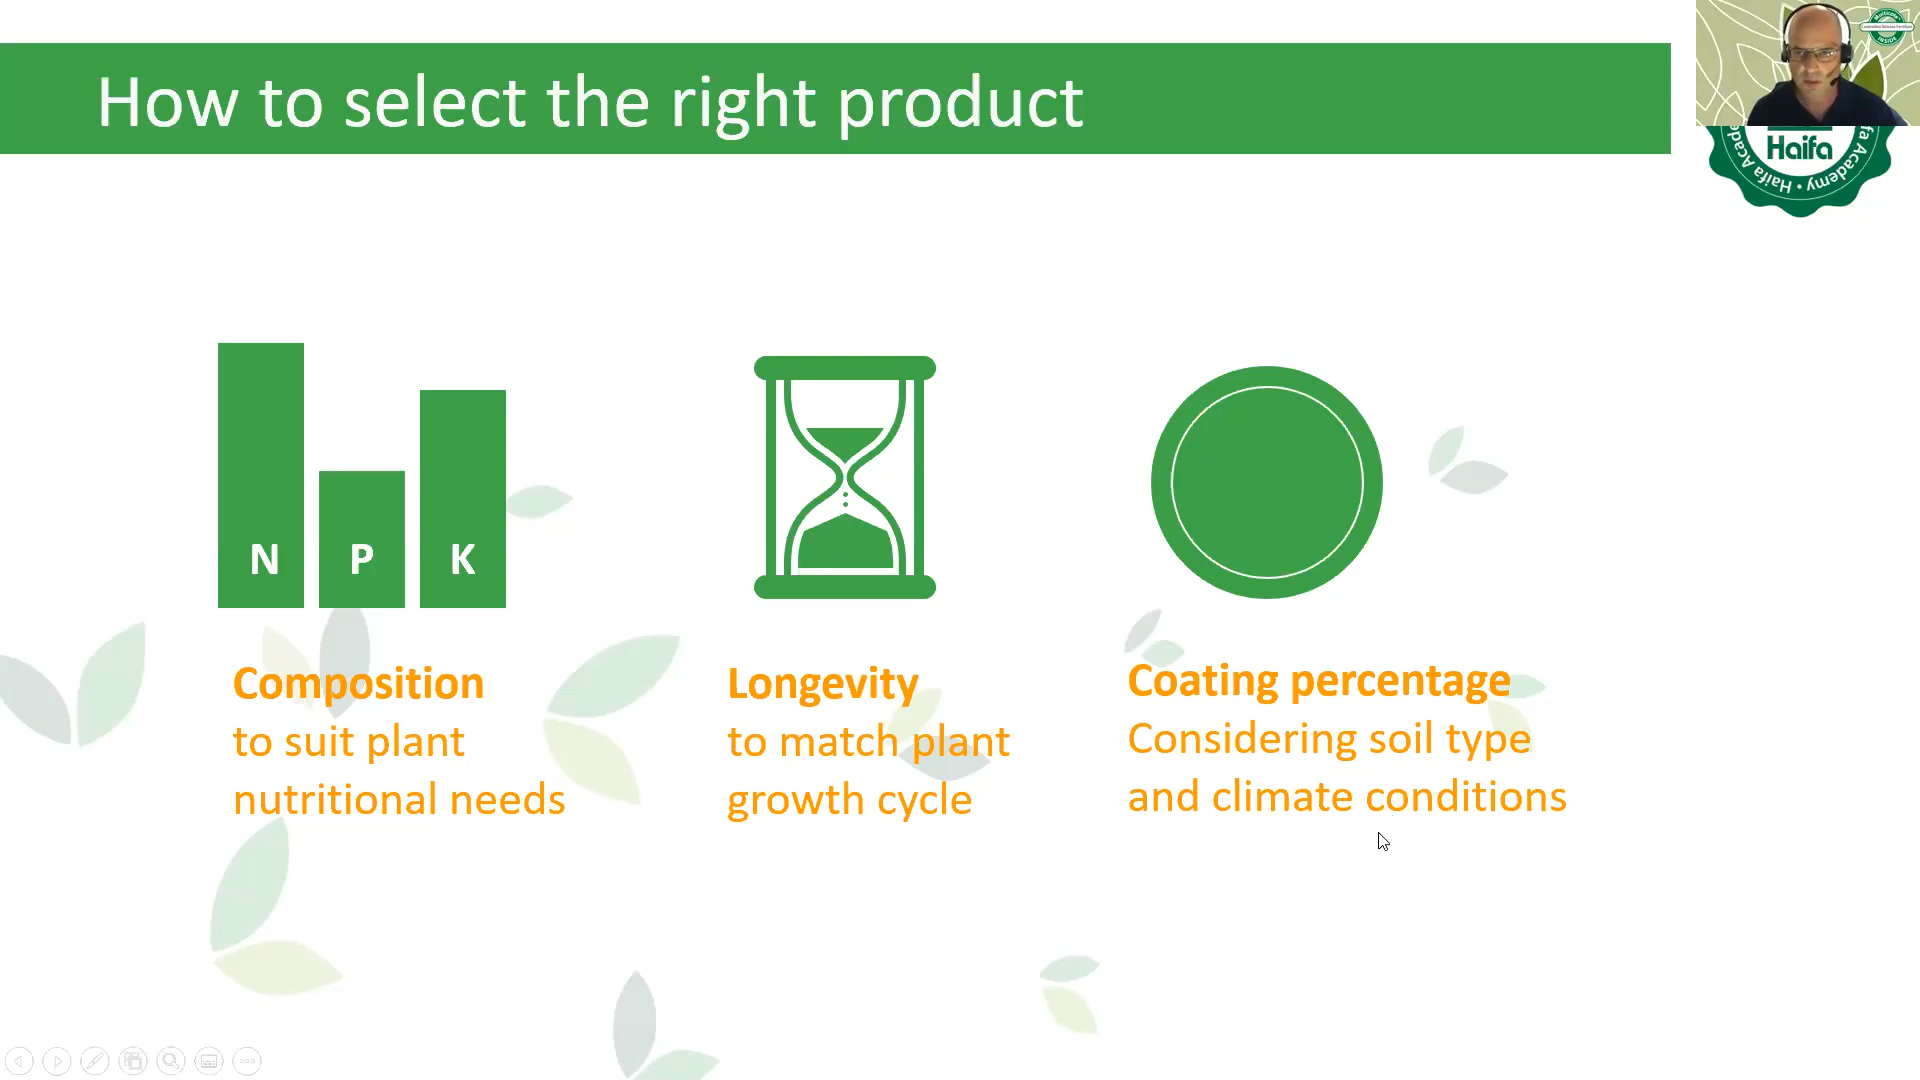 How to select the right product
Haifa
Haifa • Haifa Academy
N P K
Composition
to suit plant
nutritional needs
Longevity
to match plant
growth cycle
Coating percentage
Considering soil type
and climate conditions